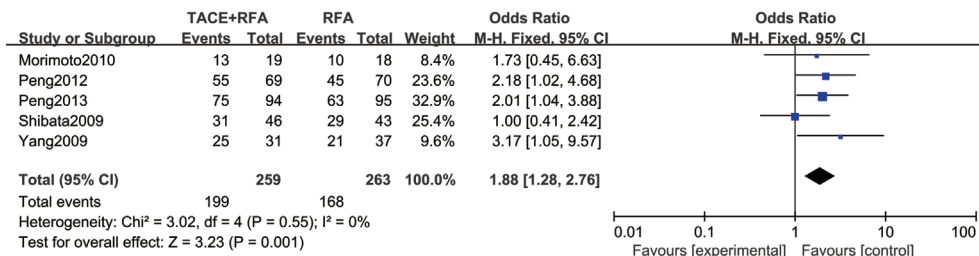 TACE+RFA RFA Odds Ratio Odds Ratio
Study or Subgroup Events Total Events Total Weight M-H. Fixed. 95% CI M-H. Fixed. 95% CI
Morimoto2010 13 19 10 18 8.4% 1.73 [0.45, 6.63]
Peng2012 55 69 45 70 23.6% 2.18 [1.02, 4.68]
Peng2013 75 94 63 95 32.9% 2.01 [1.04, 3.88]
Shibata2009 31 46 29 43 25.4% 1.00 [0.41, 2.42]
Yang2009 25 31 21 37 9.6% 3.17 [1.05, 9.57]
Total (95% CI) 259 263 100.0% 1.88 [1.28, 2.76]
Total events 199 168
Heterogeneity: Chi² = 3.02, df = 4 (P = 0.55); I² = 0%
Test for overall effect: Z = 3.23 (P = 0.001)
0.01 0.1 1 10 100
Favours [experimental] Favours [control]